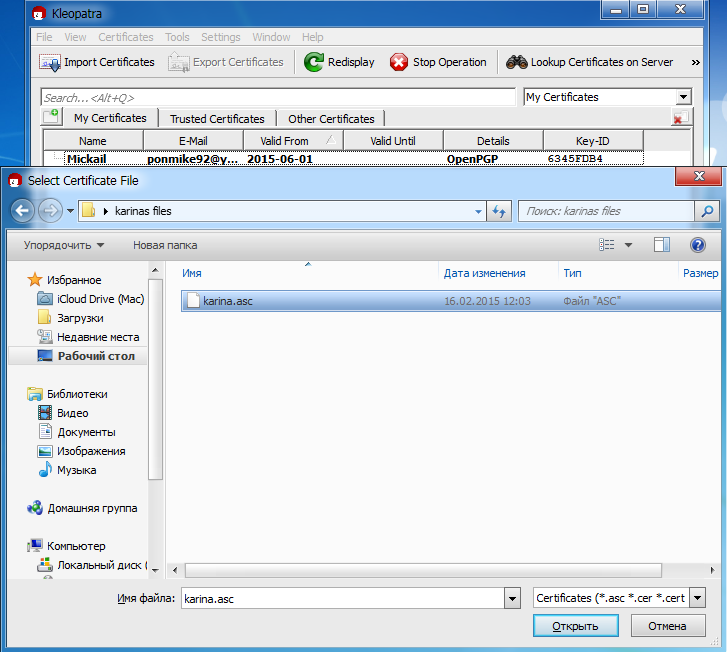 Kleopatra
File View Certificates Tools Settings Window Help
Import Certificates Export Certificates Redisplay Stop Operation Lookup Certificates on Server »
Search...<Alt+Q> My Certificates
My Certificates Trusted Certificates Other Certificates
Name E-Mail Valid From Valid Until Details Key-ID
Mickail ponmike92@y... 2015-06-01 OpenPGP 6345FDB4
Select Certificate File
karinas files Поиск: karinas files
Упорядочить Новая папка
Имя Дата изменения Тип Размер
karina.asc 16.02.2015 12:03 Файл "ASC"
Избранное
iCloud Drive (Mac)
Загрузки
Недавние места
Рабочий стол
Библиотеки
Видео
Документы
Изображения
Музыка
Домашняя группа
Компьютер
Локальный диск (
Имя файла: karina.asc Certificates (*.asc *.cer *.cert
Открыть Отмена